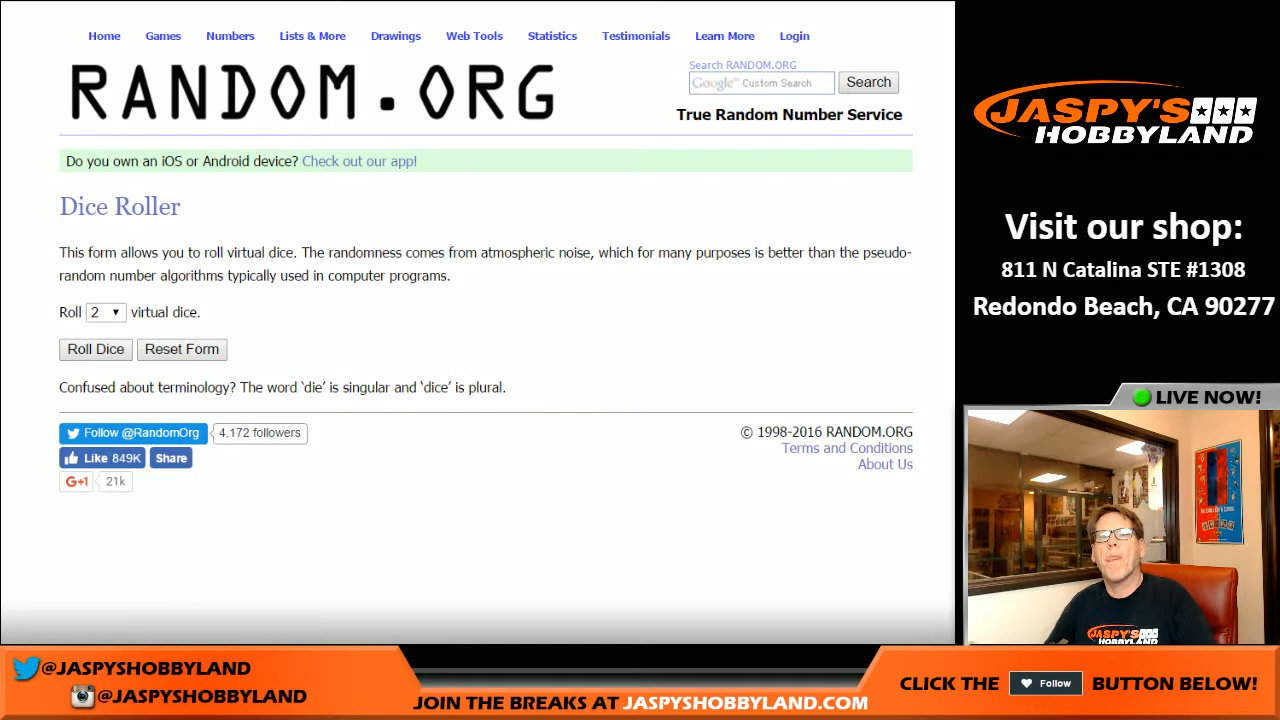 Home Games Numbers Lists & More Drawings Web Tools Statistics Testimonials Learn More Login
RANDOM.ORG
Search RANDOM.ORG
Google™ Custom Search Search
True Random Number Service
Do you own an iOS or Android device? Check out our app!
Dice Roller
This form allows you to roll virtual dice. The randomness comes from atmospheric noise, which for many purposes is better than the pseudo-
random number algorithms typically used in computer programs.
Roll 2 virtual dice.
Roll Dice Reset Form
Confused about terminology? The word ‘die’ is singular and ‘dice’ is plural.
Follow @RandomOrg 4,172 followers
Like 849K Share
G+1 21k
© 1998-2016 RANDOM.ORG
Terms and Conditions
About Us
JASPY'S
HOBBYLAND
Visit our shop:
811 N Catalina STE #1308
Redondo Beach, CA 90277
LIVE NOW!
JASPY'S
HOBBYLAND
@JASPYSHOBBYLAND
@JASPYSHOBBYLAND
JOIN THE BREAKS AT JASPYSHOBBYLAND.COM
CLICK THE Follow BUTTON BELOW!